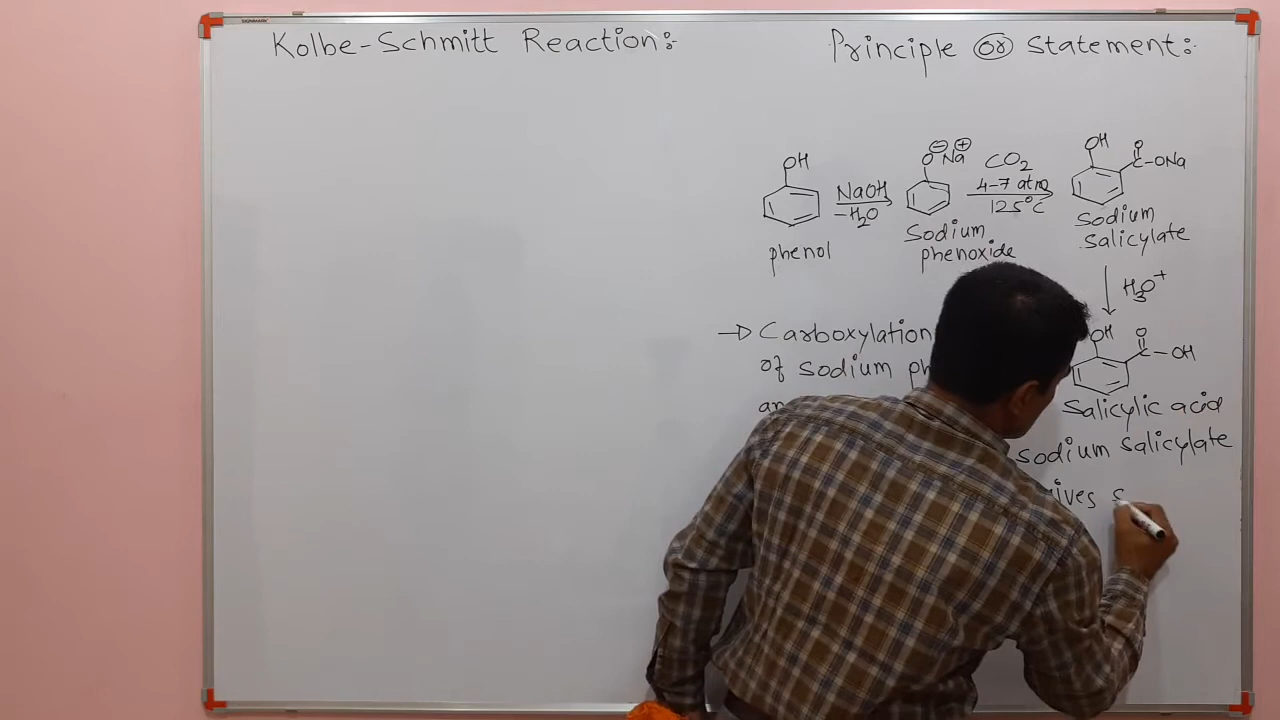 SIGNMARK
Kolbe-Schmitt Reaction:
Principle or Statement:
OH
NaOH
-H2O
phenol
O⊖ Na⊕
CO2
4-7 atm
125°C
Sodium
phenoxide
OH
O
C-ONa
Sodium
salicylate
H3O+
OH
O
C-OH
Salicylic acid
→ Carboxylation
of sodium
sodium salicylate